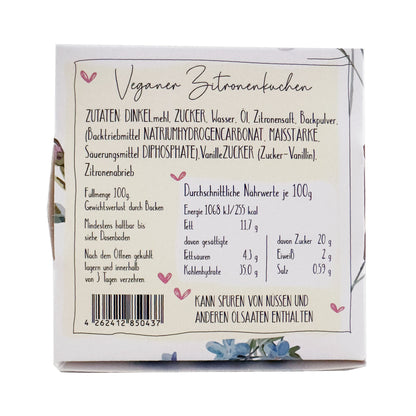 Veganer Zitronenkuchen
ZUTATEN: DINKELmehl, ZUCKER, Wasser, Öl, Zitronensaft, Backpulver,
(Backtriebmittel NATRIUMHYDROGENCARBONAT, MAISSTÄRKE,
Säuerungsmittel DIPHOSPHATE), VanilleZUCKER (Zucker-Vanillin),
Zitronenabrieb
Füllmenge 100g,
Gewichtsverlust durch Backen
Mindestens haltbar bis
siehe Dosenboden
Nach dem Öffnen gekühlt
lagern und innerhalb
von 3 Tagen verzehren.
Durchschnittliche Nährwerte je 100g
Energie 1068 kJ/255 kcal
Fett 11.7 g
davon gesättigte
Fettsäuren 4.3 g
Kohlenhydrate 35.0 g
davon Zucker 20 g
Eiweiß 2 g
Salz 0.59 g
4 262412 850437
KANN SPUREN VON NÜSSEN UND
ANDEREN ÖLSAATEN ENTHALTEN